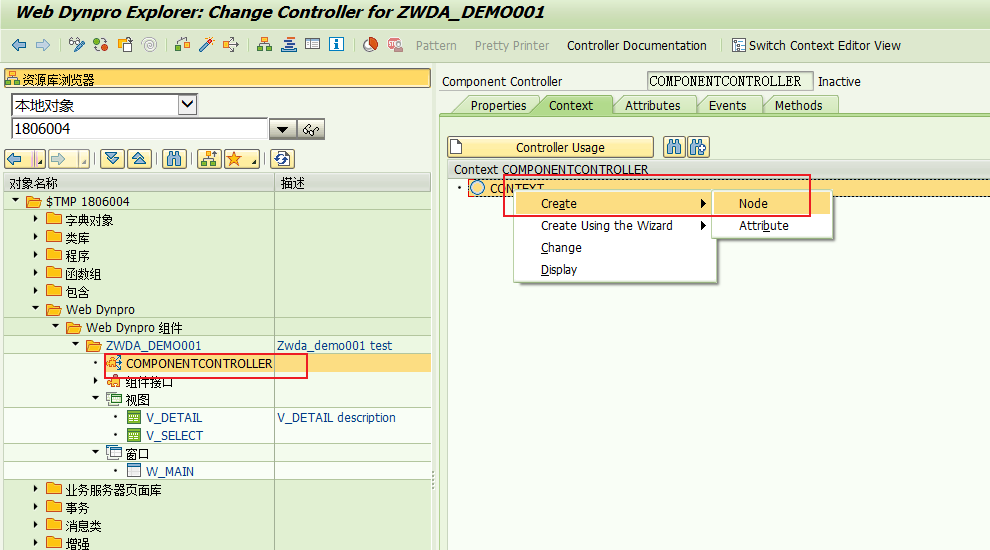 Web Dynpro Explorer: Change Controller for ZWDA_DEMO001
Pattern Pretty Printer Controller Documentation Switch Context Editor View
资源库浏览器
本地对象
1806004
对象名称 描述
$TMP 1806004
字典对象
类库
程序
函数组
包含
Web Dynpro
Web Dynpro 组件
ZWDA_DEMO001 Zwda_demo001 test
COMPONENTCONTROLLER
组件接口
视图
V_DETAIL V_DETAIL description
V_SELECT
窗口
W_MAIN
业务服务器页面库
事务
消息类
增强
Component Controller COMPONENTCONTROLLER Inactive
Properties Context Attributes Events Methods
Controller Usage
Context COMPONENTCONTROLLER
CONTEXT
Create Node
Create Using the Wizard Attribute
Change
Display